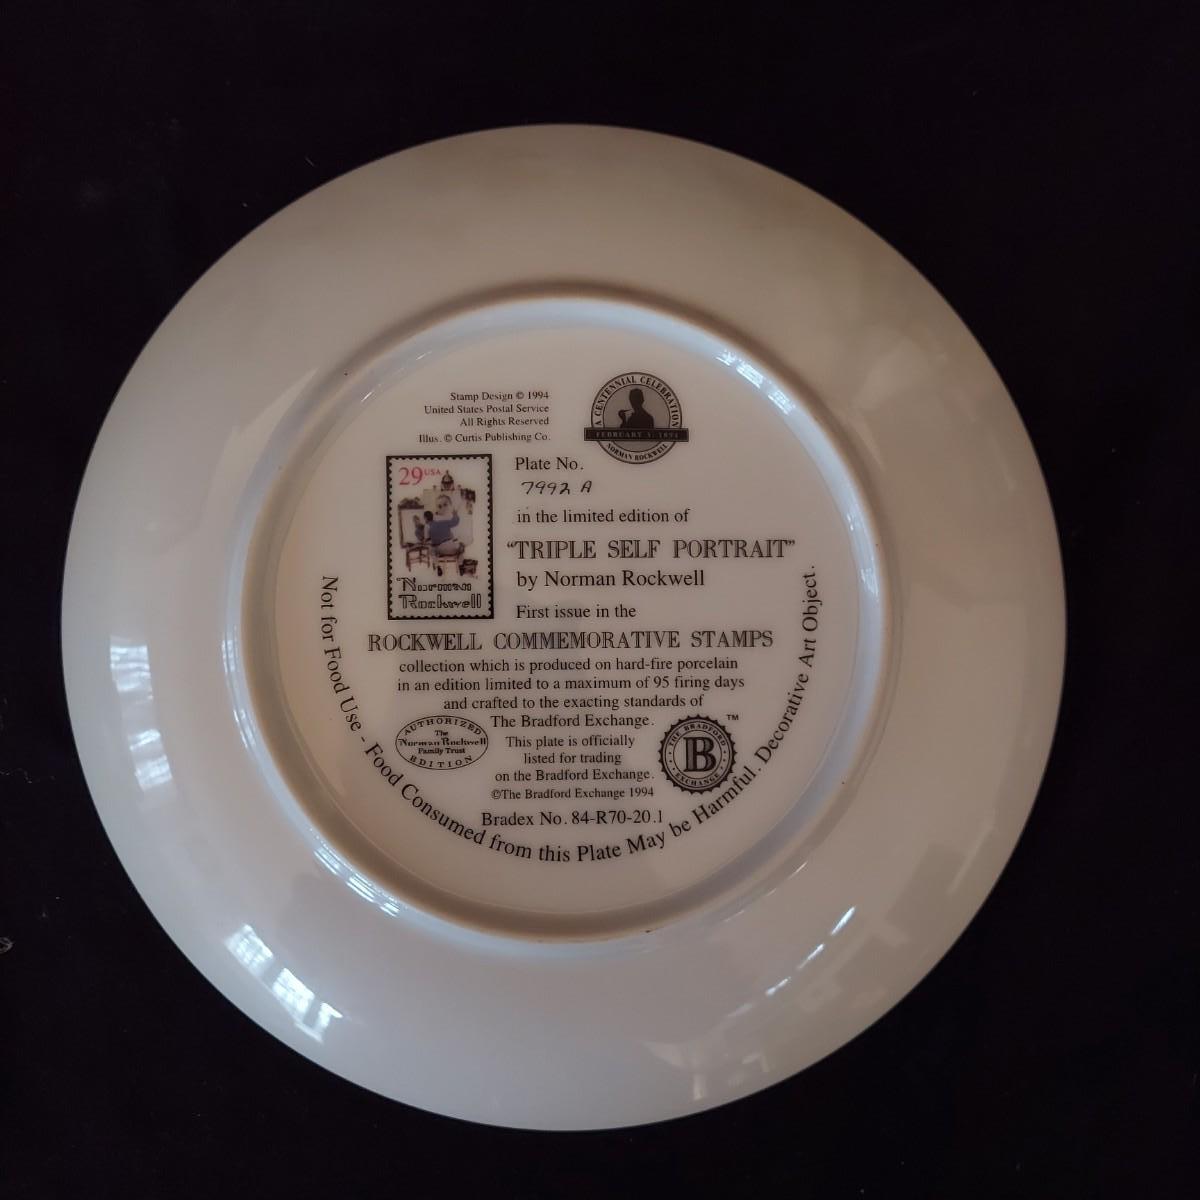 Stamp Design © 1994
United States Postal Service
All Rights Reserved
Illus. © Curtis Publishing Co.
A CENTENNIAL CELEBRATION
FEBRUARY 3, 1894
NORMAN ROCKWELL
29 USA
Norman
Rockwell
Plate No.
7992 A
in the limited edition of
“TRIPLE SELF PORTRAIT”
by Norman Rockwell
First issue in the
ROCKWELL COMMEMORATIVE STAMPS
collection which is produced on hard-fire porcelain
in an edition limited to a maximum of 95 firing days
and crafted to the exacting standards of
The Bradford Exchange.
This plate is officially
listed for trading
on the Bradford Exchange.
©The Bradford Exchange 1994
Bradex No. 84-R70-20.1
AUTHORIZED
The
Norman Rockwell
Family Trust
EDITION
THE BRADFORD
B
EXCHANGE
™
Not for Food Use - Food Consumed from this Plate May be Harmful. Decorative Art Object.